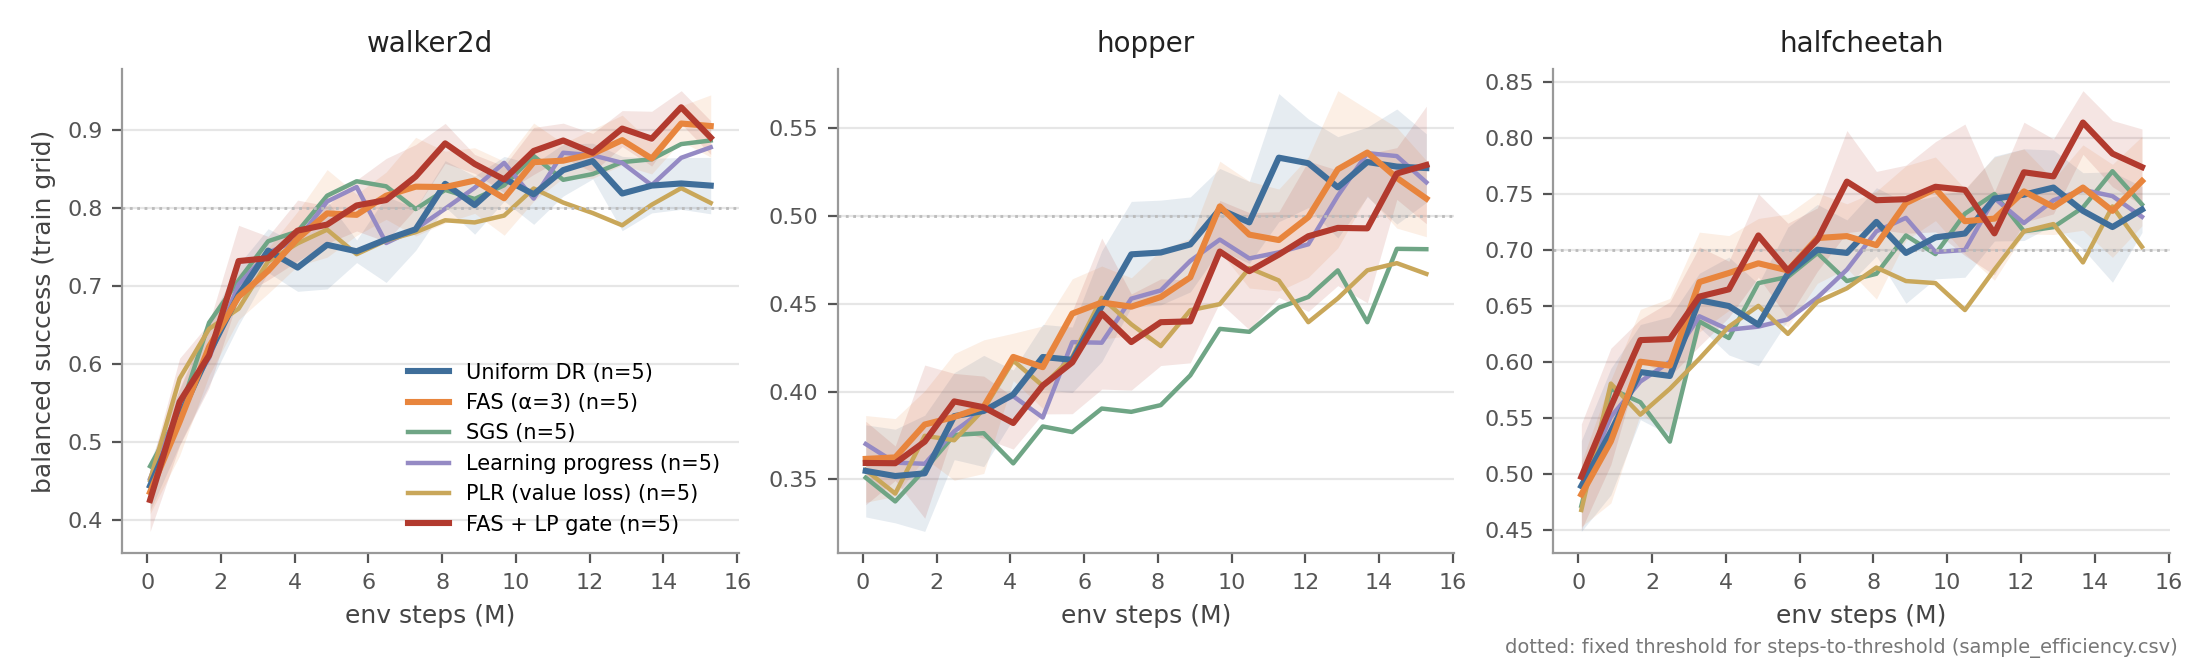 walker2d
hopper
halfcheetah
balanced success (train grid)
0.9
0.8
0.7
0.6
0.5
0.4
Uniform DR (n=5)
FAS (α=3) (n=5)
SGS (n=5)
Learning progress (n=5)
PLR (value loss) (n=5)
FAS + LP gate (n=5)
0 2 4 6 8 10 12 14 16
env steps (M)
0.55
0.50
0.45
0.40
0.35
0 2 4 6 8 10 12 14 16
env steps (M)
0.85
0.80
0.75
0.70
0.65
0.60
0.55
0.50
0.45
0 2 4 6 8 10 12 14 16
env steps (M)
dotted: fixed threshold for steps-to-threshold (sample_efficiency.csv)